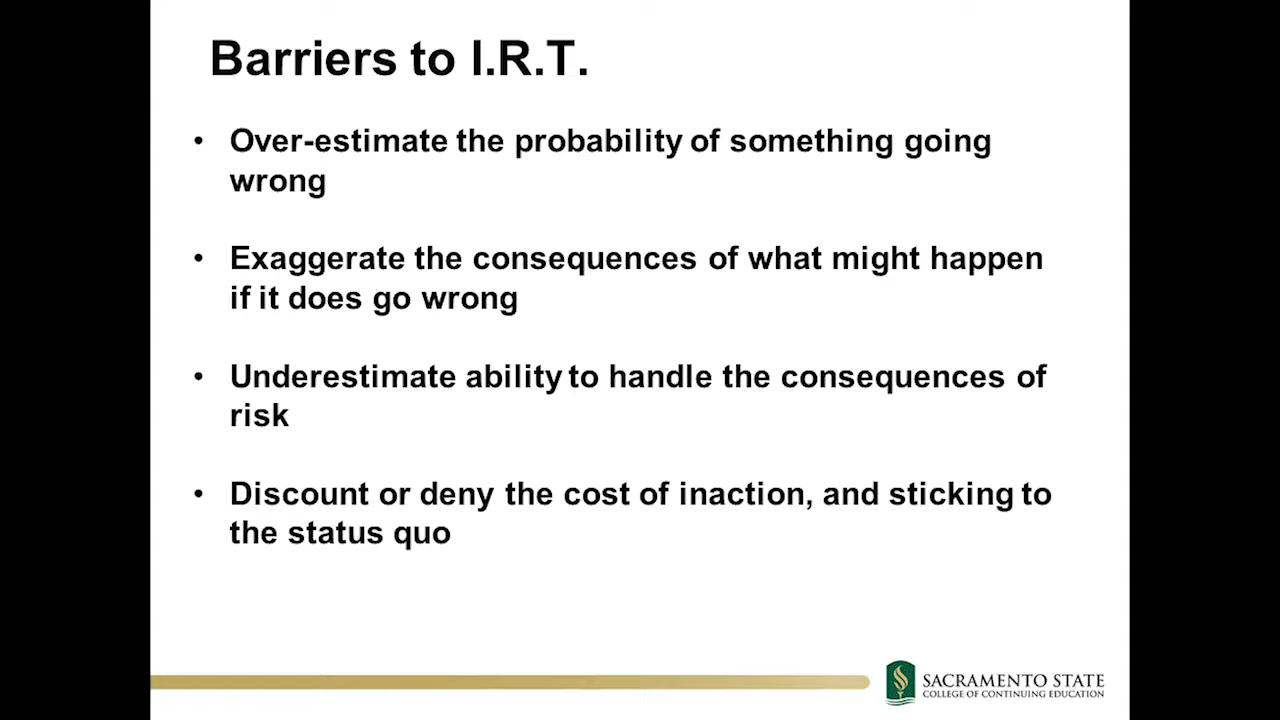 Barriers to I.R.T.
• Over-estimate the probability of something going
wrong
• Exaggerate the consequences of what might happen
if it does go wrong
• Underestimate ability to handle the consequences of
risk
• Discount or deny the cost of inaction, and sticking to
the status quo
SACRAMENTO STATE
COLLEGE OF CONTINUING EDUCATION